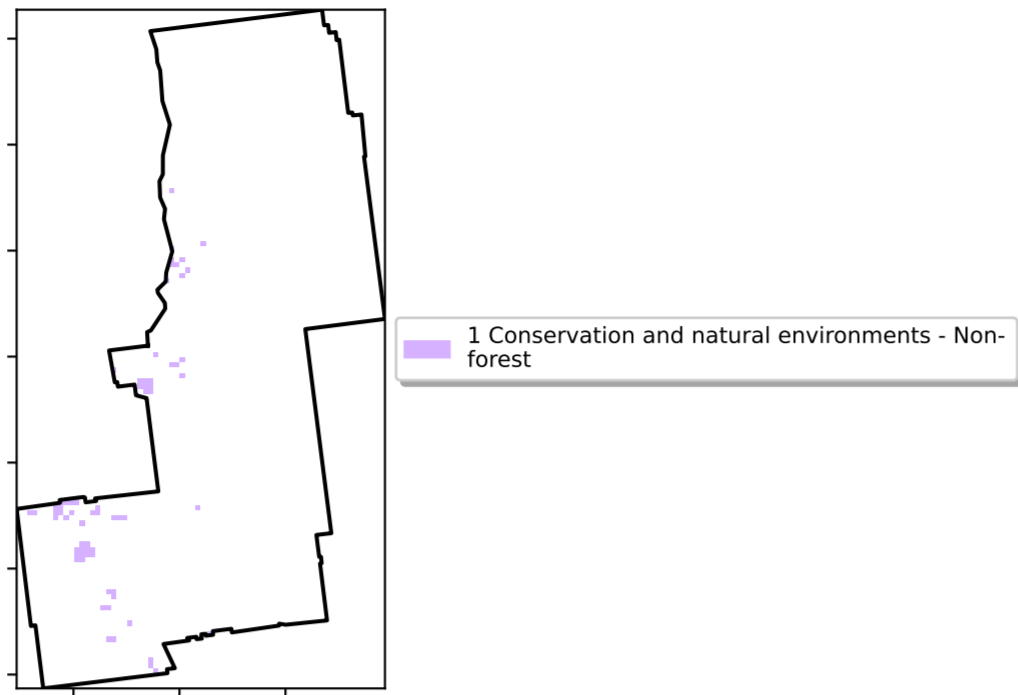 1 Conservation and natural environments - Non-
forest